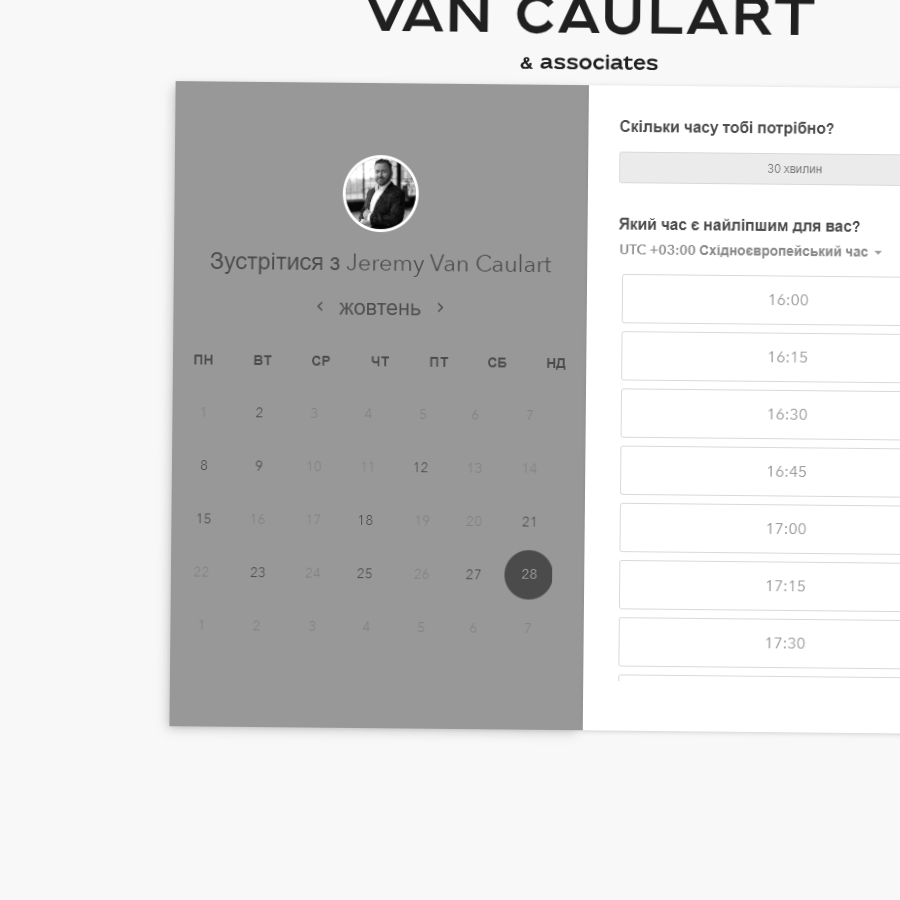 VAN CAULART
& associates
Зустрітися з Jeremy Van Caulart
жовтень
ПН ВТ СР ЧТ ПТ СБ НД
1 2 3 4 5 6 7
8 9 10 11 12 13 14
15 16 17 18 19 20 21
22 23 24 25 26 27 28
1 2 3 4 5 6 7
Скільки часу тобі потрібно?
30 хвилин
Який час є найліпшим для вас?
UTC +03:00 Східноєвропейський час
16:00
16:15
16:30
16:45
17:00
17:15
17:30